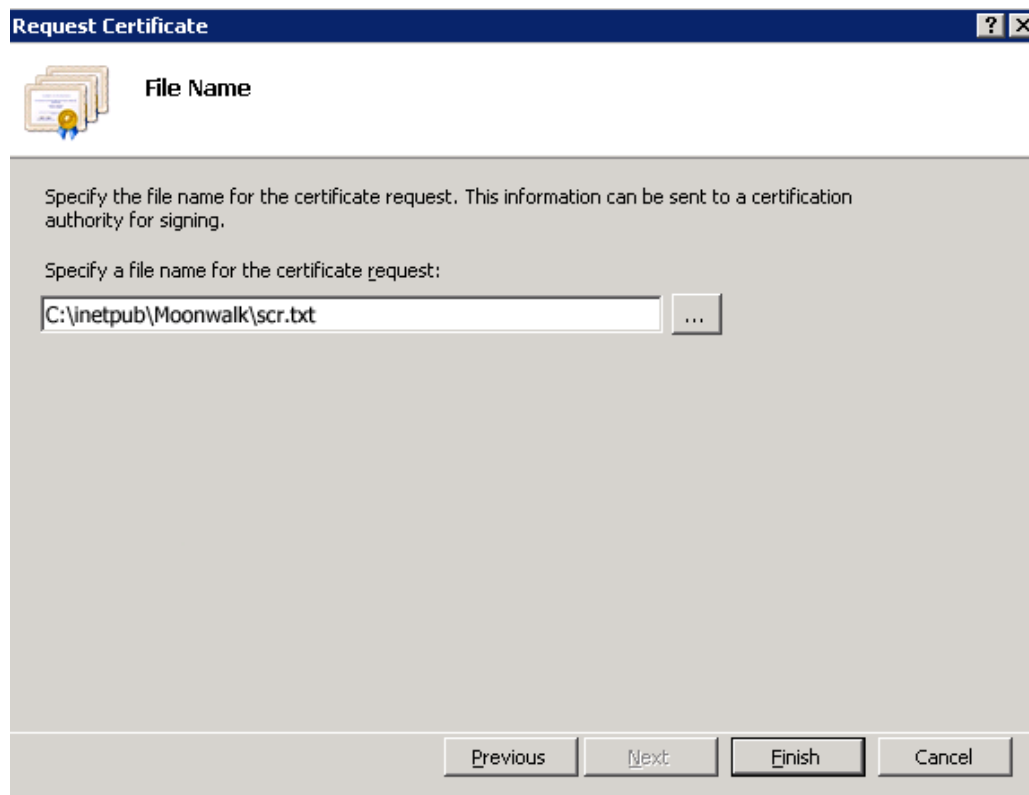 Request Certificate
?
File Name
Specify the file name for the certificate request. This information can be sent to a certification
authority for signing.
Specify a file name for the certificate request:
C:\inetpub\Moonwalk\scr.txt
...
Previous
Next
Finish
Cancel